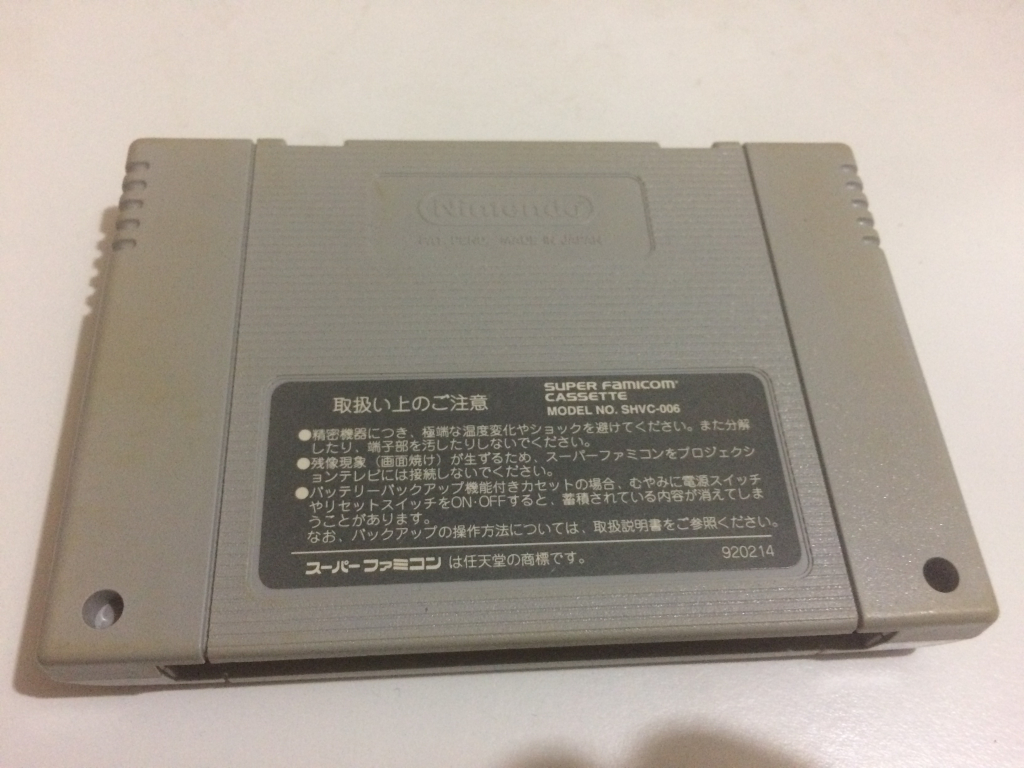 Nintendo
MADE IN JAPAN
取扱い上のご注意
SUPER Famicom
CASSETTE
MODEL NO. SHVC-006
●精密機器につき、極端な温度変化やショックを避けてください。また分解
したり、端子部を汚したりしないでください。
●残像現象（画面焼け）が生ずるため、スーパーファミコンをプロジェクシ
ョンテレビには接続しないでください。
●バッテリーバックアップ機能付きカセットの場合、むやみに電源スイッチ
やリセットスイッチをON・OFFすると、蓄積されている内容が消えてしま
うことがあります。
なお、バックアップの操作方法については、取扱説明書をご参照ください。
スーパーファミコン は任天堂の商標です。
920214